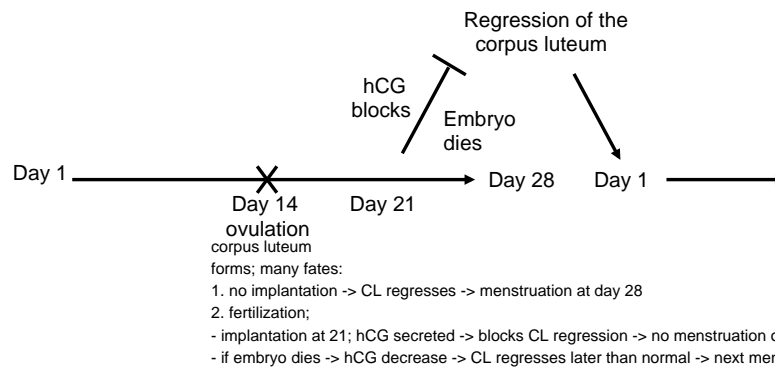 Regression of the
corpus luteum
hCG
blocks
Embryo
dies
Day 1
Day 28
Day 1
Day 14
ovulation
Day 21
corpus luteum
forms; many fates:
1. no implantation -> CL regresses -> menstruation at day 28
2. fertilization;
- implantation at 21; hCG secreted -> blocks CL regression -> no menstruation
- if embryo dies -> hCG decrease -> CL regresses later than normal -> next